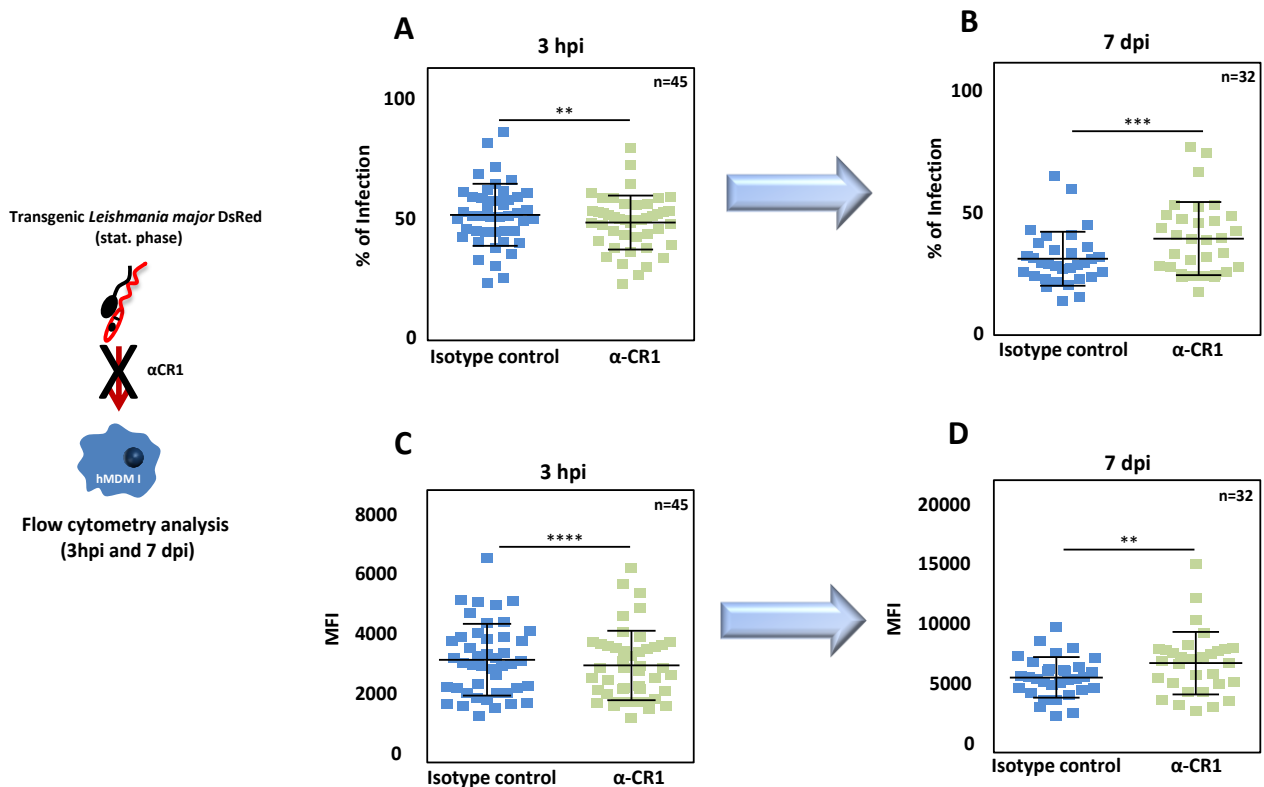 Transgenic Leishmania major DsRed
(stat. phase)
αCR1
hMDM I
Flow cytometry analysis
(3hpi and 7 dpi)
A
3 hpi
n=45
**
% of Infection
100
50
0
Isotype control
α-CR1
B
7 dpi
n=32
***
% of Infection
100
50
0
Isotype control
α-CR1
C
3 hpi
n=45
****
MFI
8000
6000
4000
2000
0
Isotype control
α-CR1
D
7 dpi
n=32
**
MFI
20000
15000
10000
5000
0
Isotype control
α-CR1